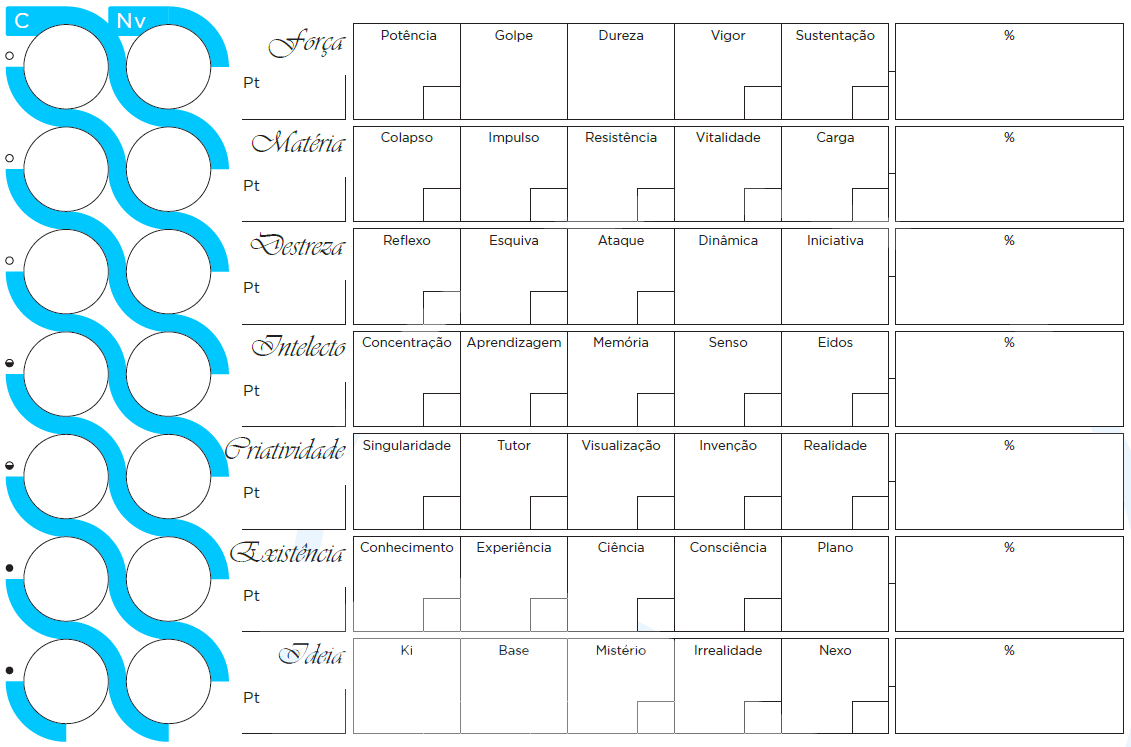 C Nv
Força Potência Golpe Dureza Vigor Sustentação %
Pt
Matéria Colapso Impulso Resistência Vitalidade Carga %
Pt
Destreza Reflexo Esquiva Ataque Dinâmica Iniciativa %
Pt
Intelecto Concentração Aprendizagem Memória Senso Eidos %
Pt
Criatividade Singularidade Tutor Visualização Invenção Realidade %
Pt
Existência Conhecimento Experiência Ciência Consciência Plano %
Pt
Ideia Ki Base Mistério Irrealidade Nexo %
Pt